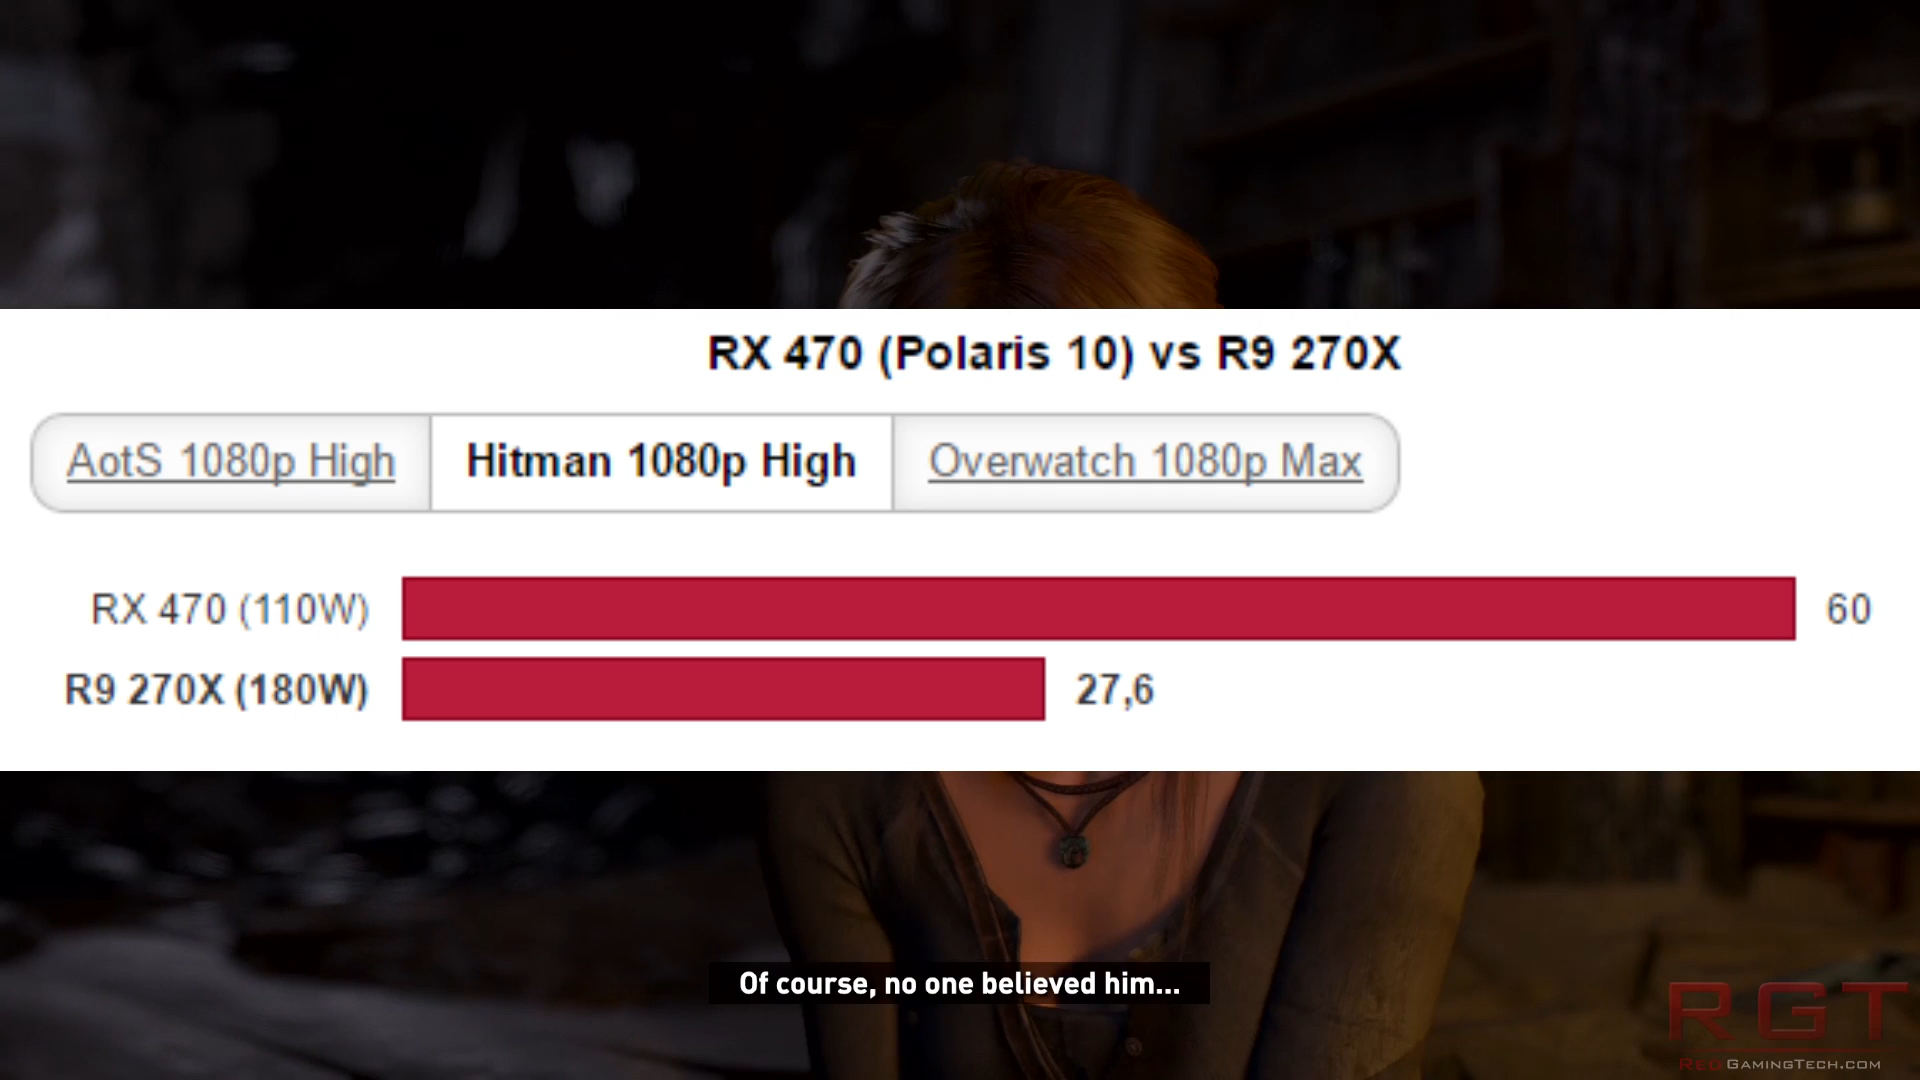 RX 470 (Polaris 10) vs R9 270X
AotS 1080p High
Hitman 1080p High
Overwatch 1080p Max
RX 470 (110W) 60
R9 270X (180W) 27,6
Of course, no one believed him...
RGT
REDGAMINGTECH.COM